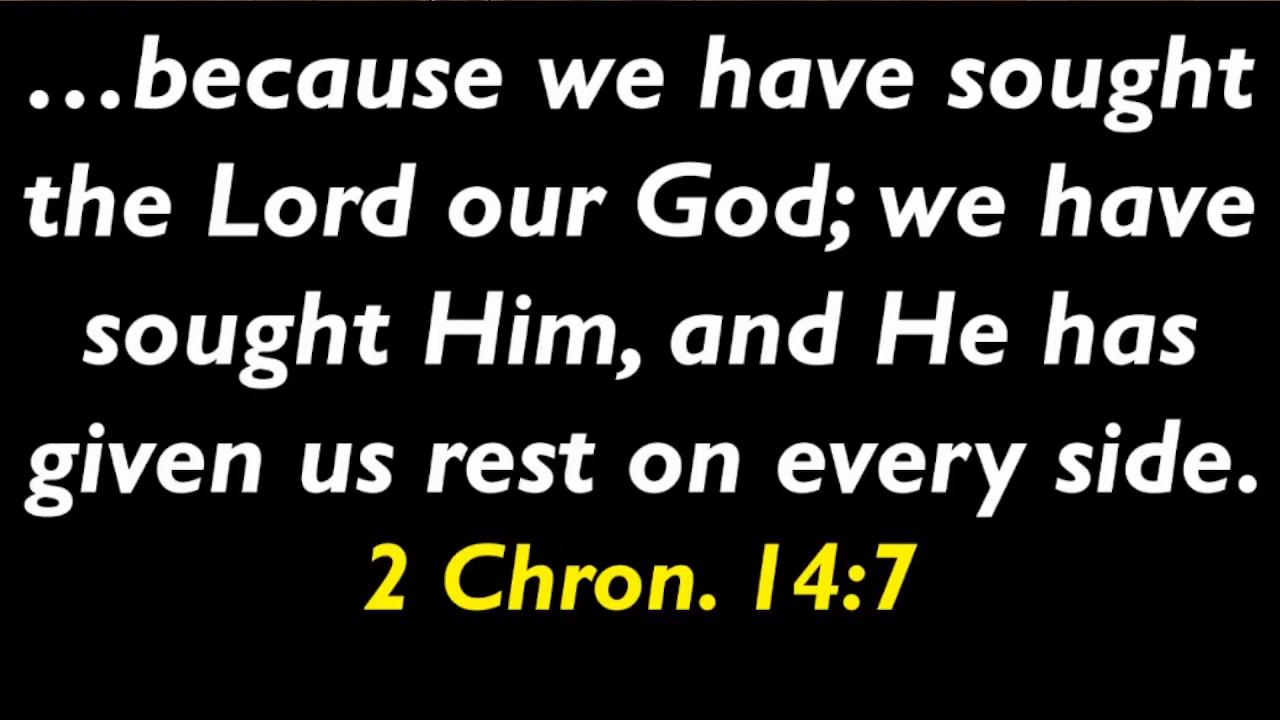 …because we have sought
the Lord our God; we have
sought Him, and He has
given us rest on every side.
2 Chron. 14:7